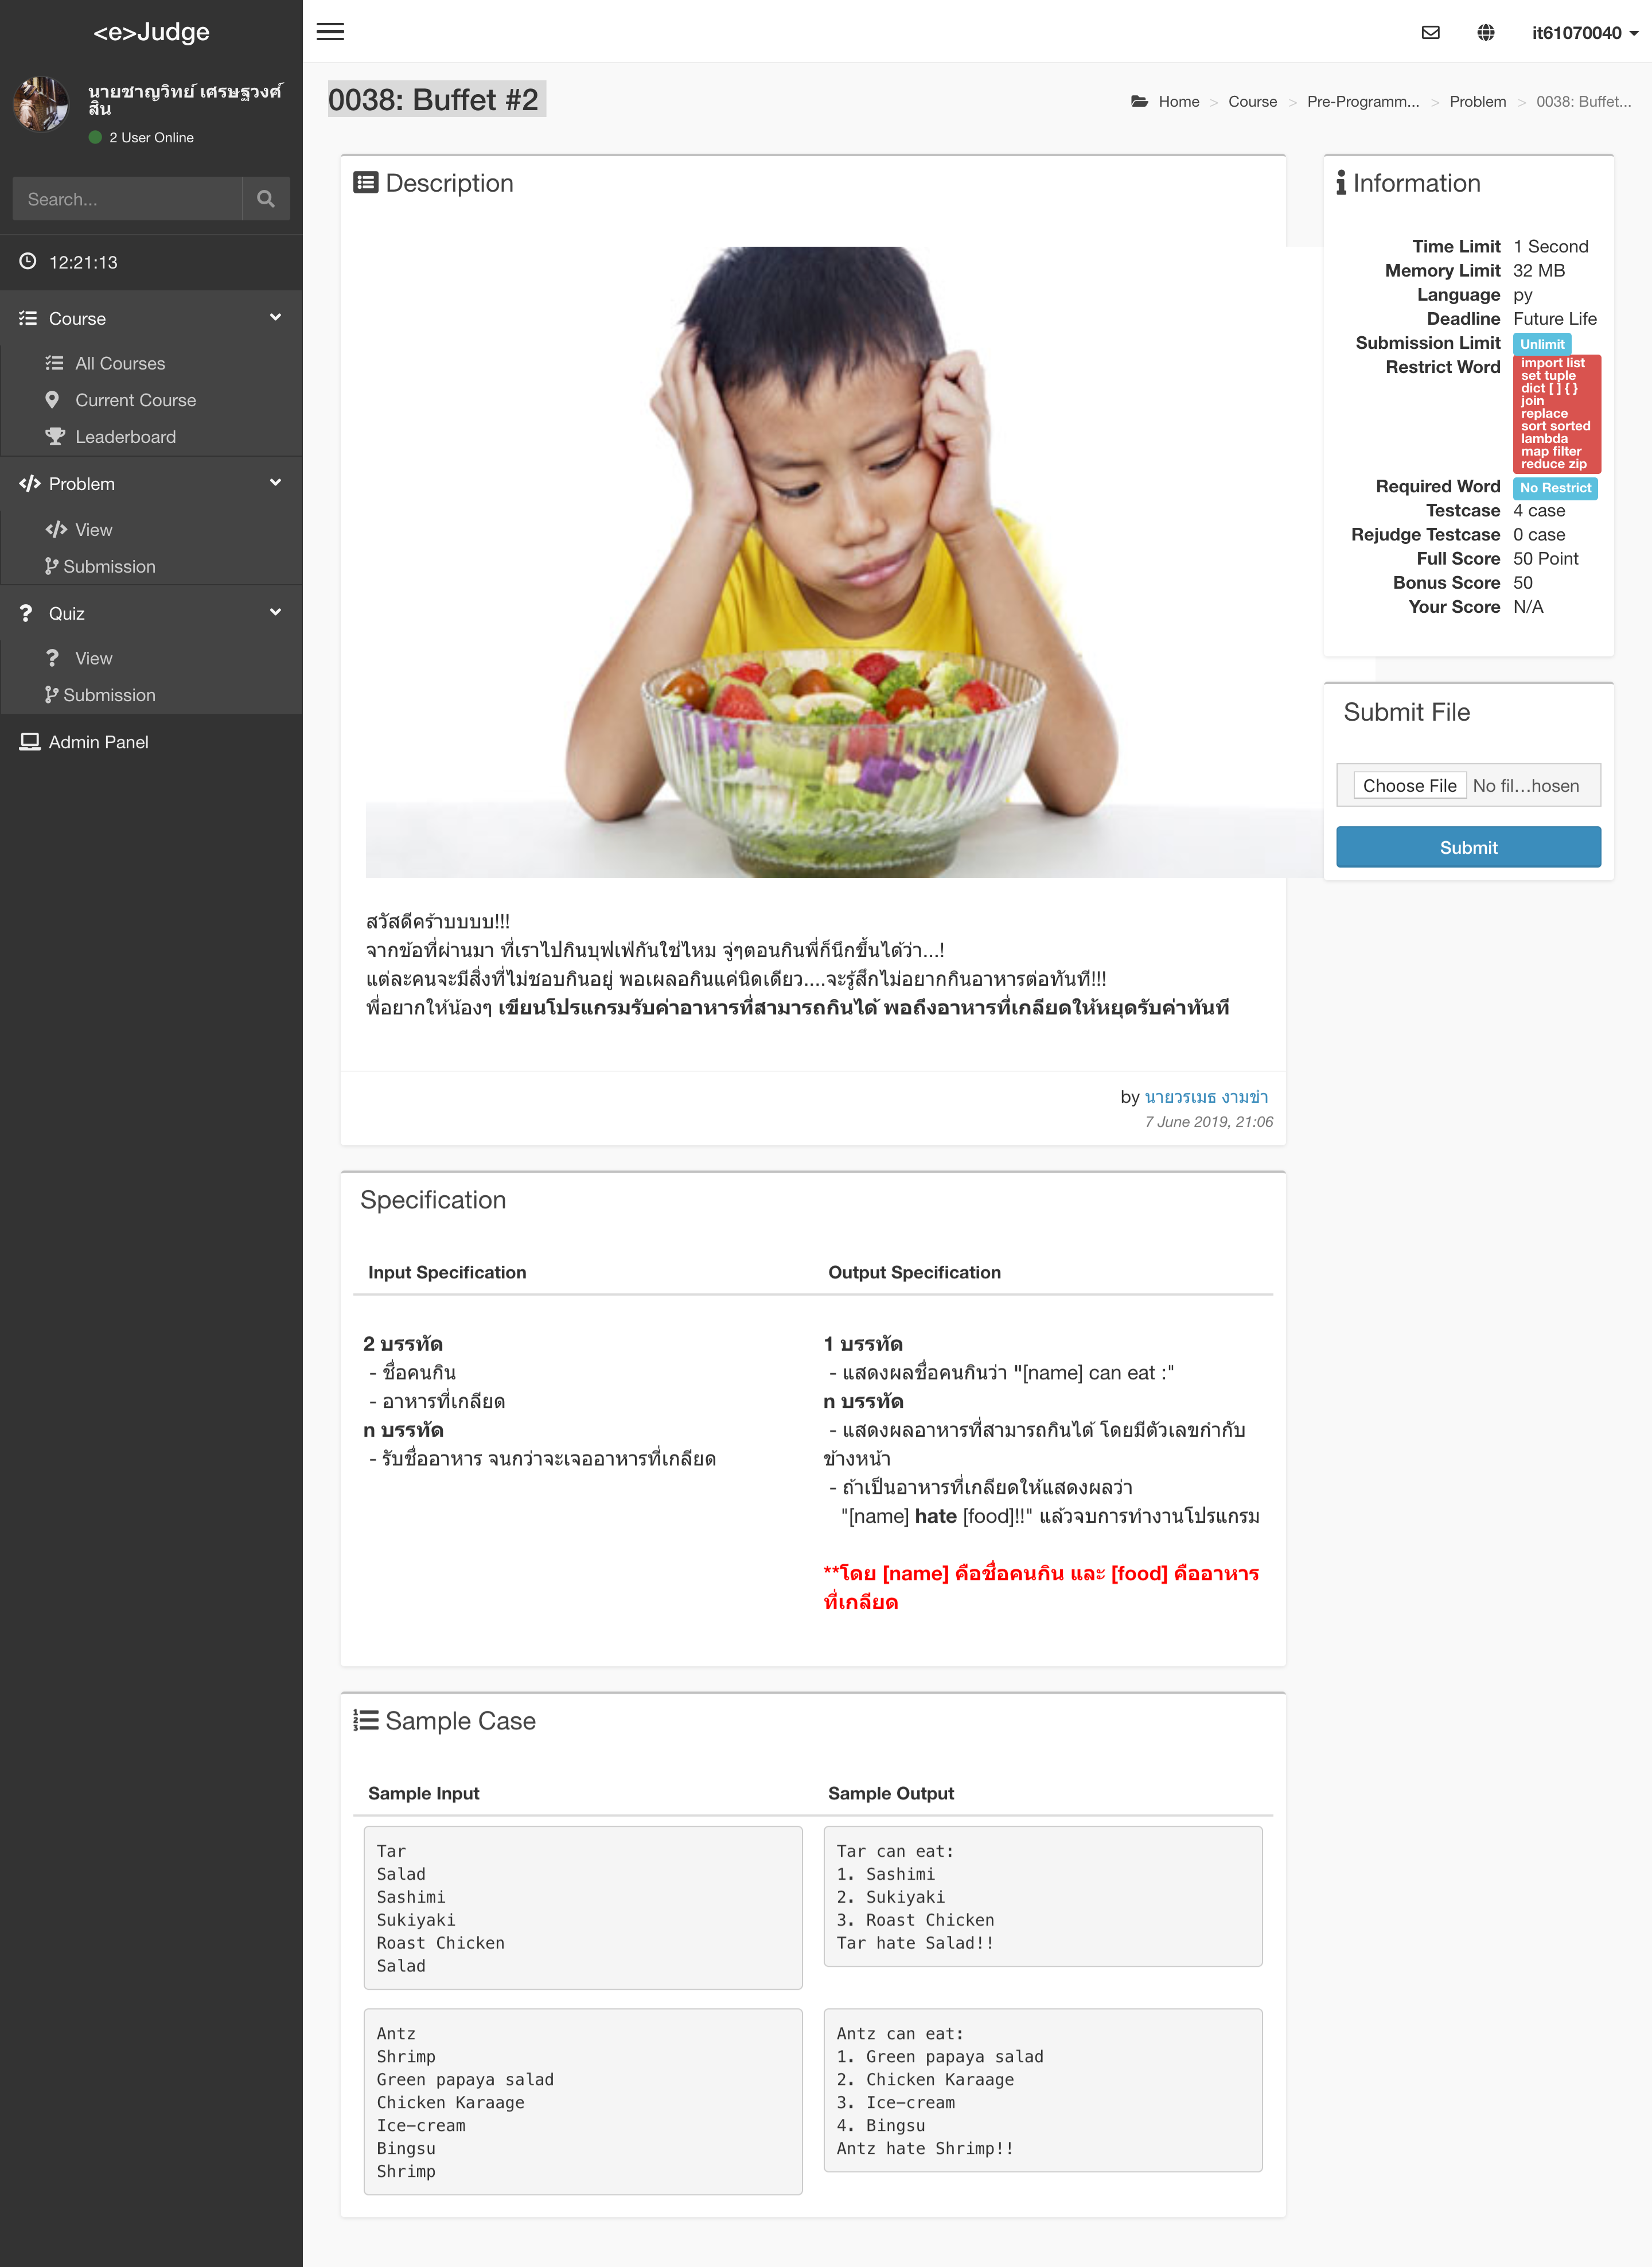 <e>Judge
นายชาญวิทย์ เศรษฐวงศ์
สิน
2 User Online
Search...
12:21:13
Course
All Courses
Current Course
Leaderboard
Problem
View
Submission
Quiz
View
Submission
Admin Panel
it61070040
0038: Buffet #2
Home > Course > Pre-Programm... > Problem > 0038: Buffet...
Description
สวัสดีคร้าบบบบ!!!
จากข้อที่ผ่านมา ที่เราไปกินบุฟเฟ่กันใช่ไหม จู่ๆตอนกินพี่ก็นึกขึ้นได้ว่า...!
แต่ละคนจะมีสิ่งที่ไม่ชอบกินอยู่ พอเผลอกินแค่นิดเดียว....จะรู้สึกไม่อยากกินอาหารต่อทันที!!!
พี่อยากให้น้องๆ เขียนโปรแกรมรับค่าอาหารที่สามารถกินได้ พอถึงอาหารที่เกลียดให้หยุดรับค่าทันที
by นายวรเมธ งามขำ
7 June 2019, 21:06
Information
Time Limit 1 Second
Memory Limit 32 MB
Language py
Deadline Future Life
Submission Limit Unlimit
Restrict Word import list
set tuple
dict [ ] { }
join
replace
sort sorted
lambda
map filter
reduce zip
Required Word No Restrict
Testcase 4 case
Rejudge Testcase 0 case
Full Score 50 Point
Bonus Score 50
Your Score N/A
Submit File
Choose File No fil...hosen
Submit
Specification
Input Specification
2 บรรทัด
- ชื่อคนกิน
- อาหารที่เกลียด
n บรรทัด
- รับชื่ออาหาร จนกว่าจะเจออาหารที่เกลียด
Output Specification
1 บรรทัด
- แสดงผลชื่อคนกินว่า "[name] can eat :"
n บรรทัด
- แสดงผลอาหารที่สามารถกินได้ โดยมีตัวเลขกำกับ
ข้างหน้า
- ถ้าเป็นอาหารที่เกลียดให้แสดงผลว่า
"[name] hate [food]!!" แล้วจบการทำงานโปรแกรม
**โดย [name] คือชื่อคนกิน และ [food] คืออาหาร
ที่เกลียด
Sample Case
Sample Input
Sample Output
Tar
Salad
Sashimi
Sukiyaki
Roast Chicken
Salad
Tar can eat:
1. Sashimi
2. Sukiyaki
3. Roast Chicken
Tar hate Salad!!
Antz
Shrimp
Green papaya salad
Chicken Karaage
Ice-cream
Bingsu
Shrimp
Antz can eat:
1. Green papaya salad
2. Chicken Karaage
3. Ice-cream
4. Bingsu
Antz hate Shrimp!!